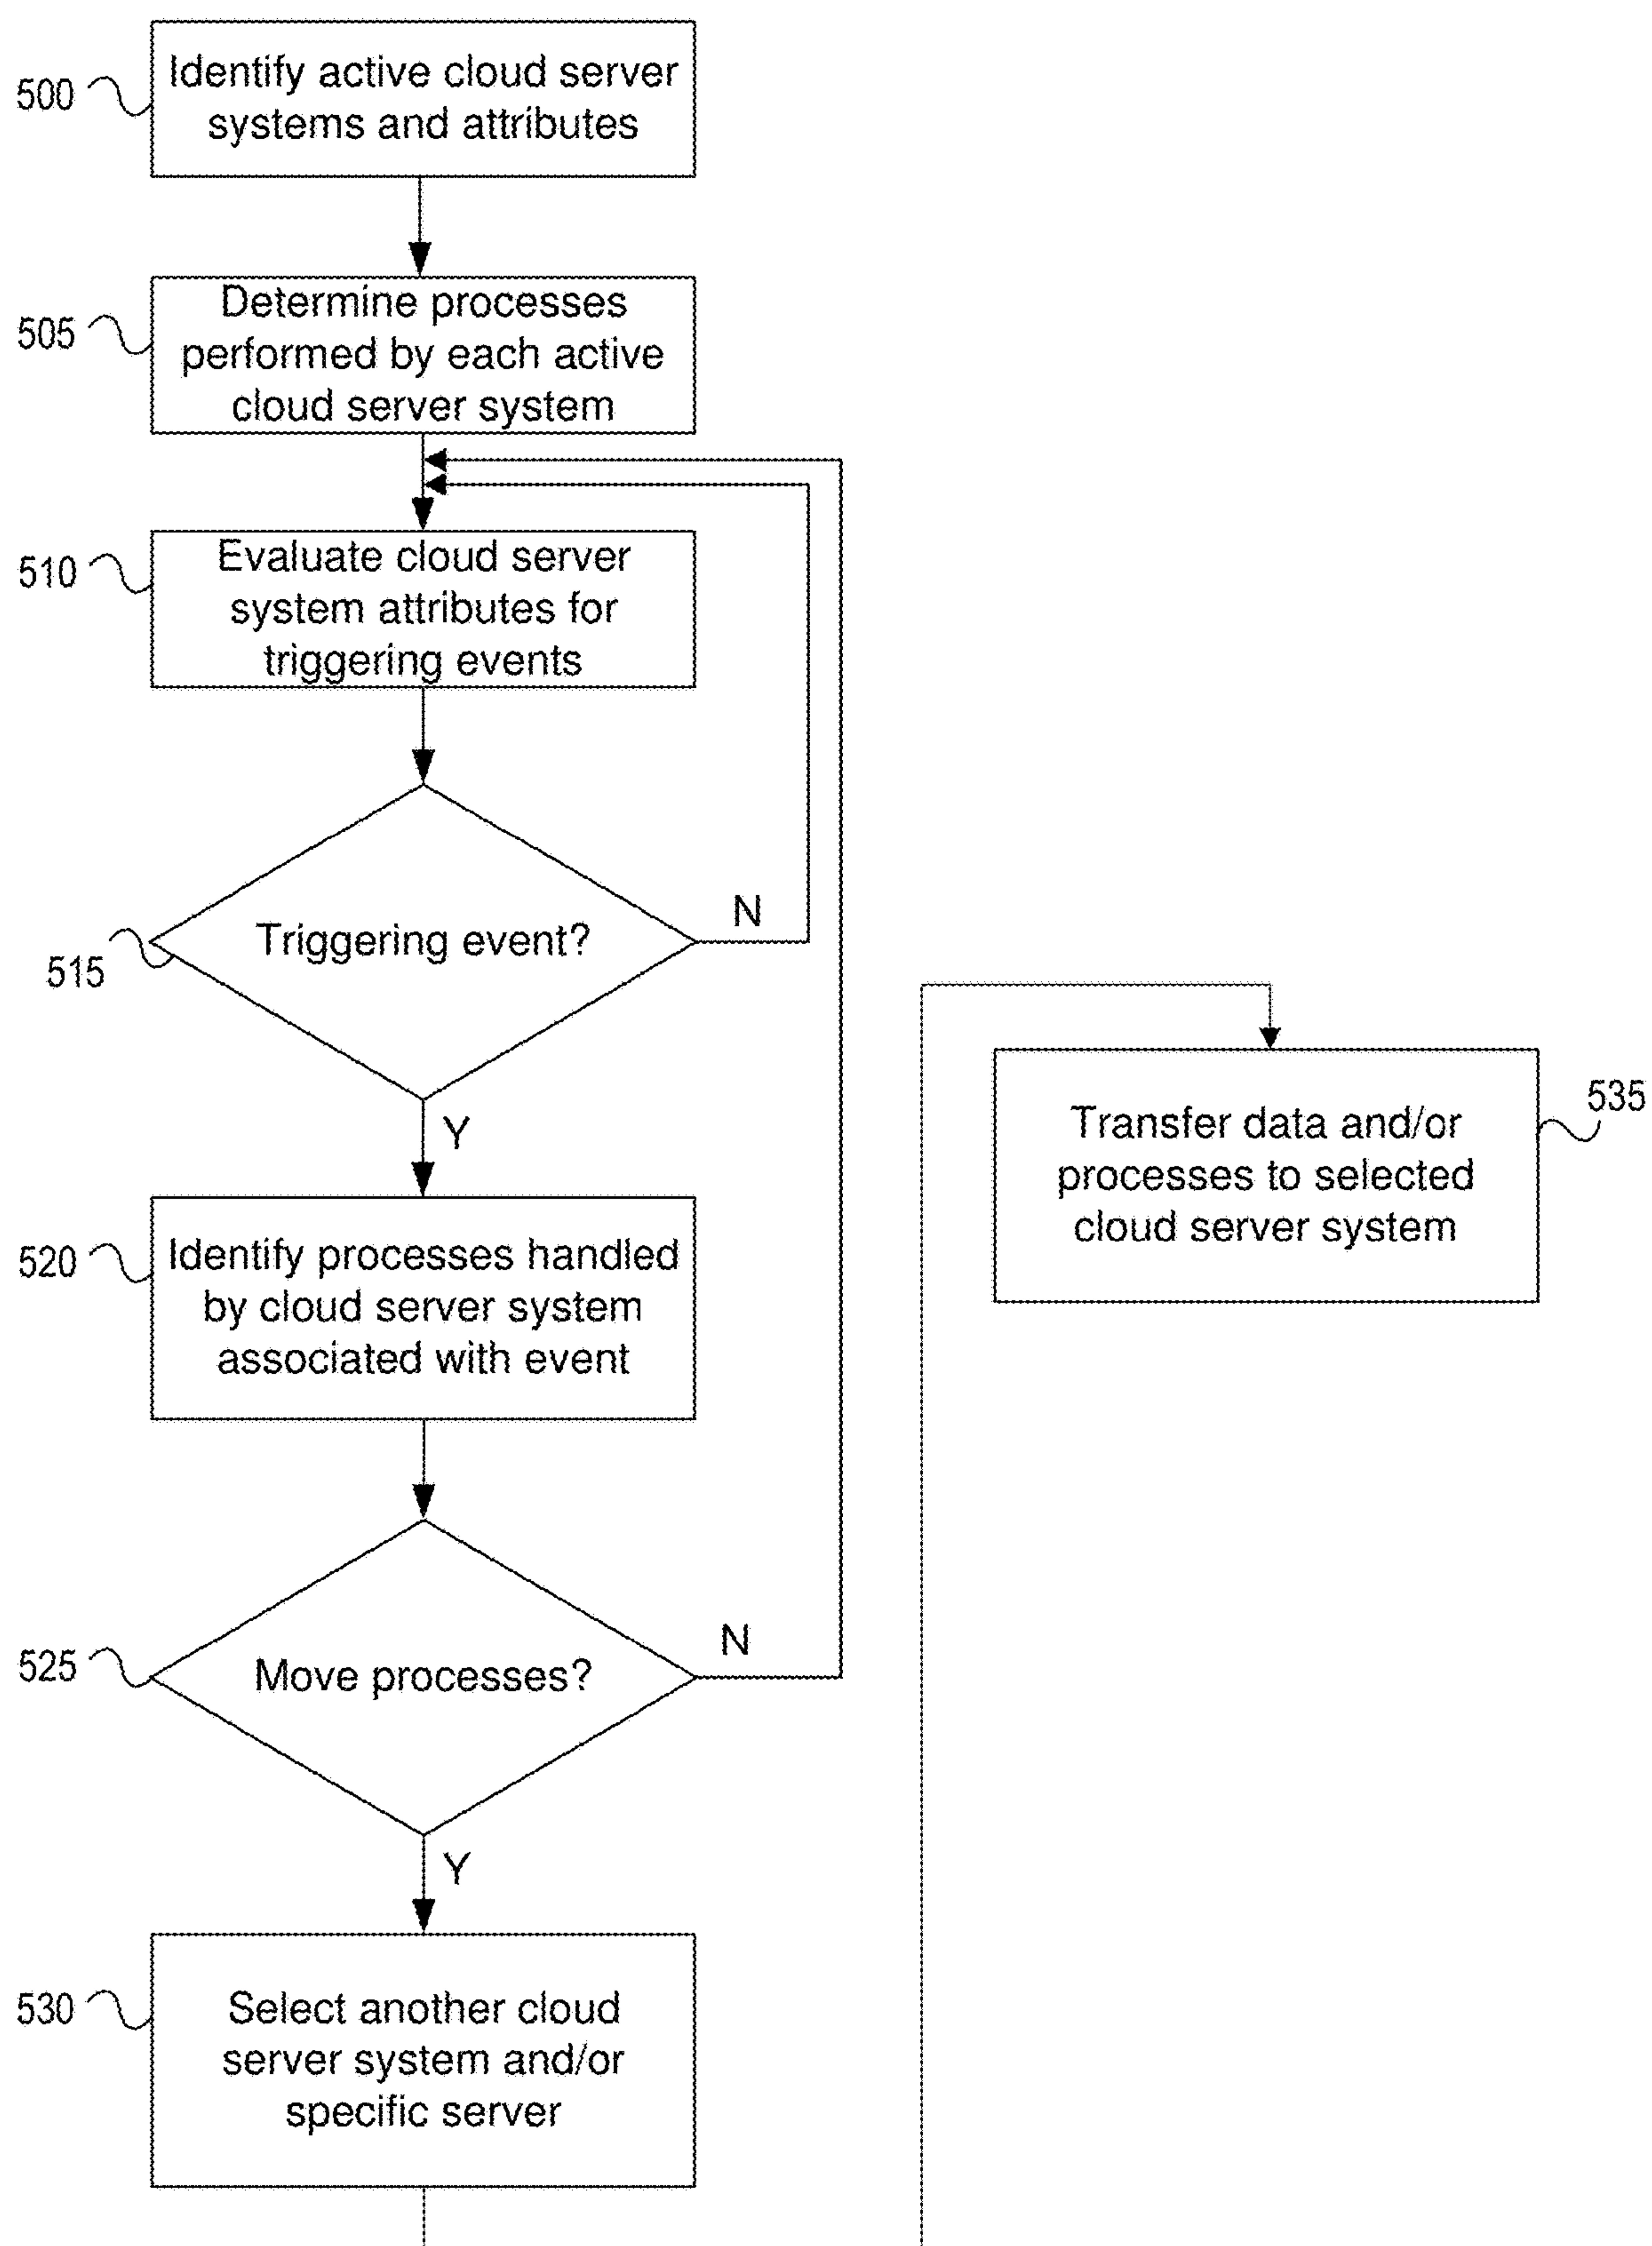 500
Identify active cloud server
systems and attributes
505
Determine processes
performed by each active
cloud server system
510
Evaluate cloud server
system attributes for
triggering events
515
Triggering event?
N
Y
520
Identify processes handled
by cloud server system
associated with event
525
Move processes?
N
Y
530
Select another cloud
server system and/or
specific server
535
Transfer data and/or
processes to selected
cloud server system